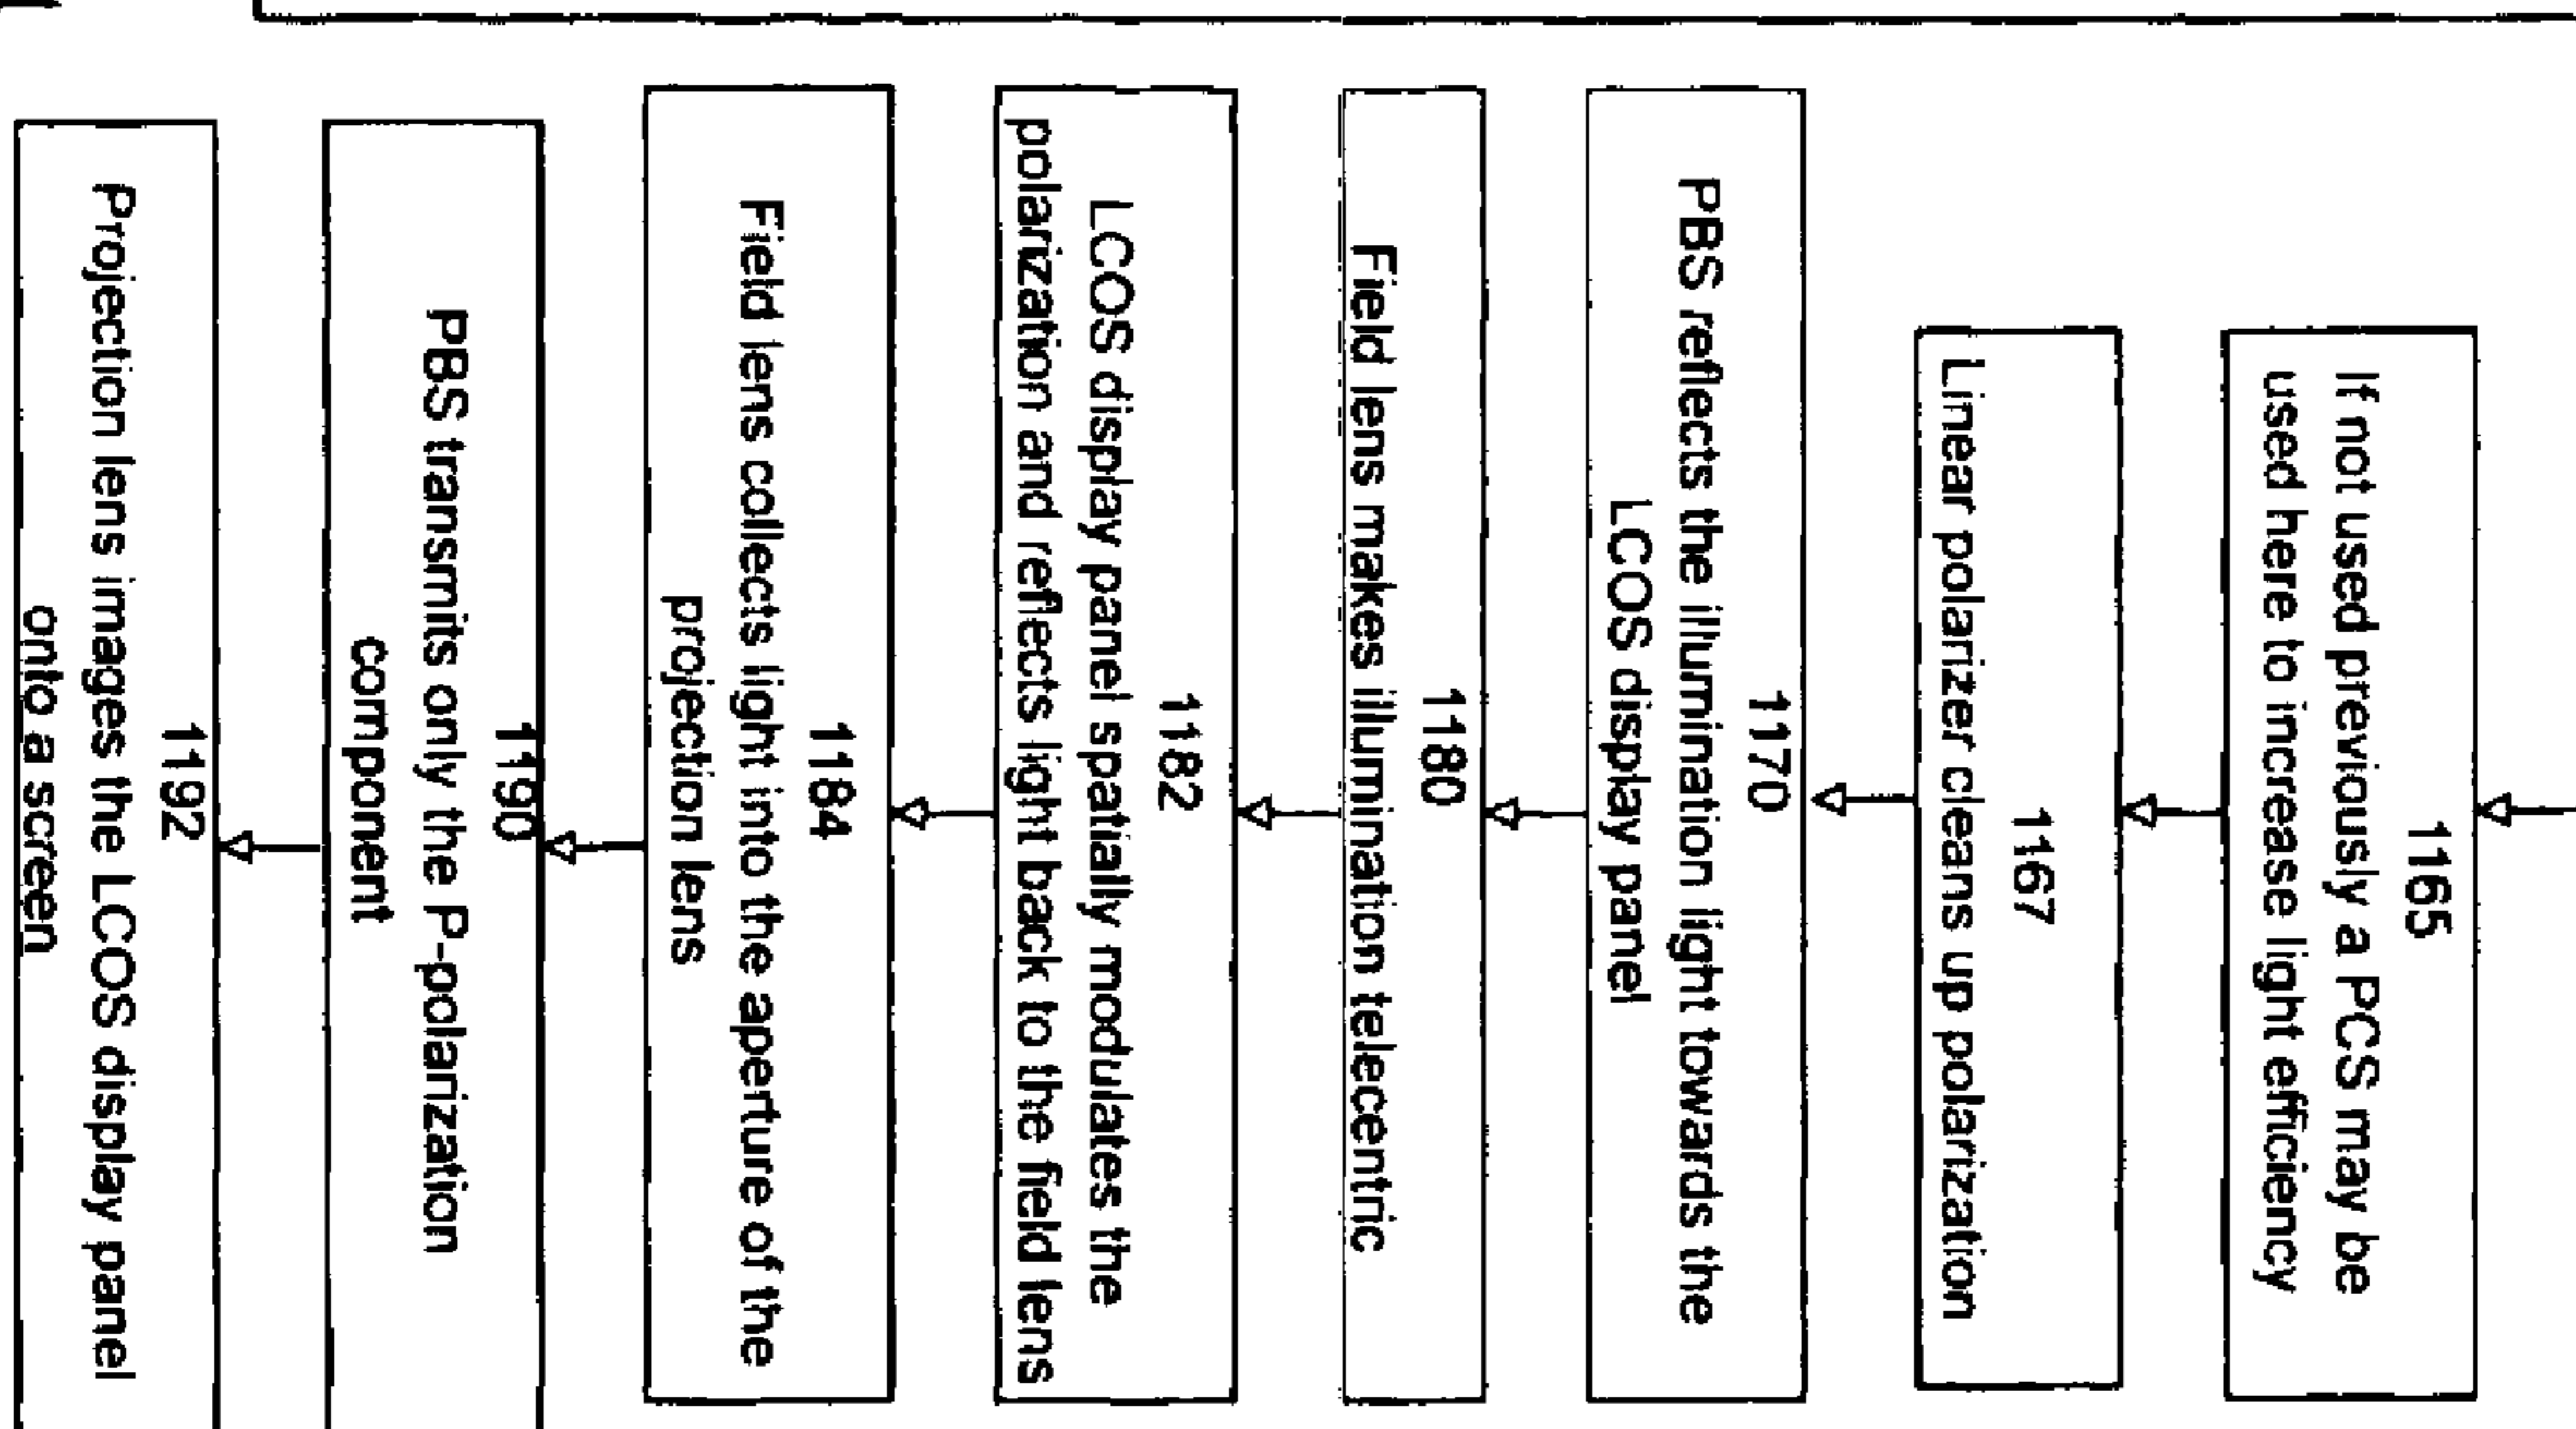 1165
If not used previously a PCS may be
used here to increase light efficiency
1167
Linear polarizer cleans up polarization
1170
PBS reflects the illumination light towards the
LCOS display panel
1180
Field lens makes illumination telecentric
1182
LCOS display panel spatially modulates the
polarization and reflects light back to the field lens
1184
Field lens collects light into the aperture of the
projection lens
1190
PBS transmits only the P-polarization
component
1192
Projection lens images the LCOS display panel
onto a screen